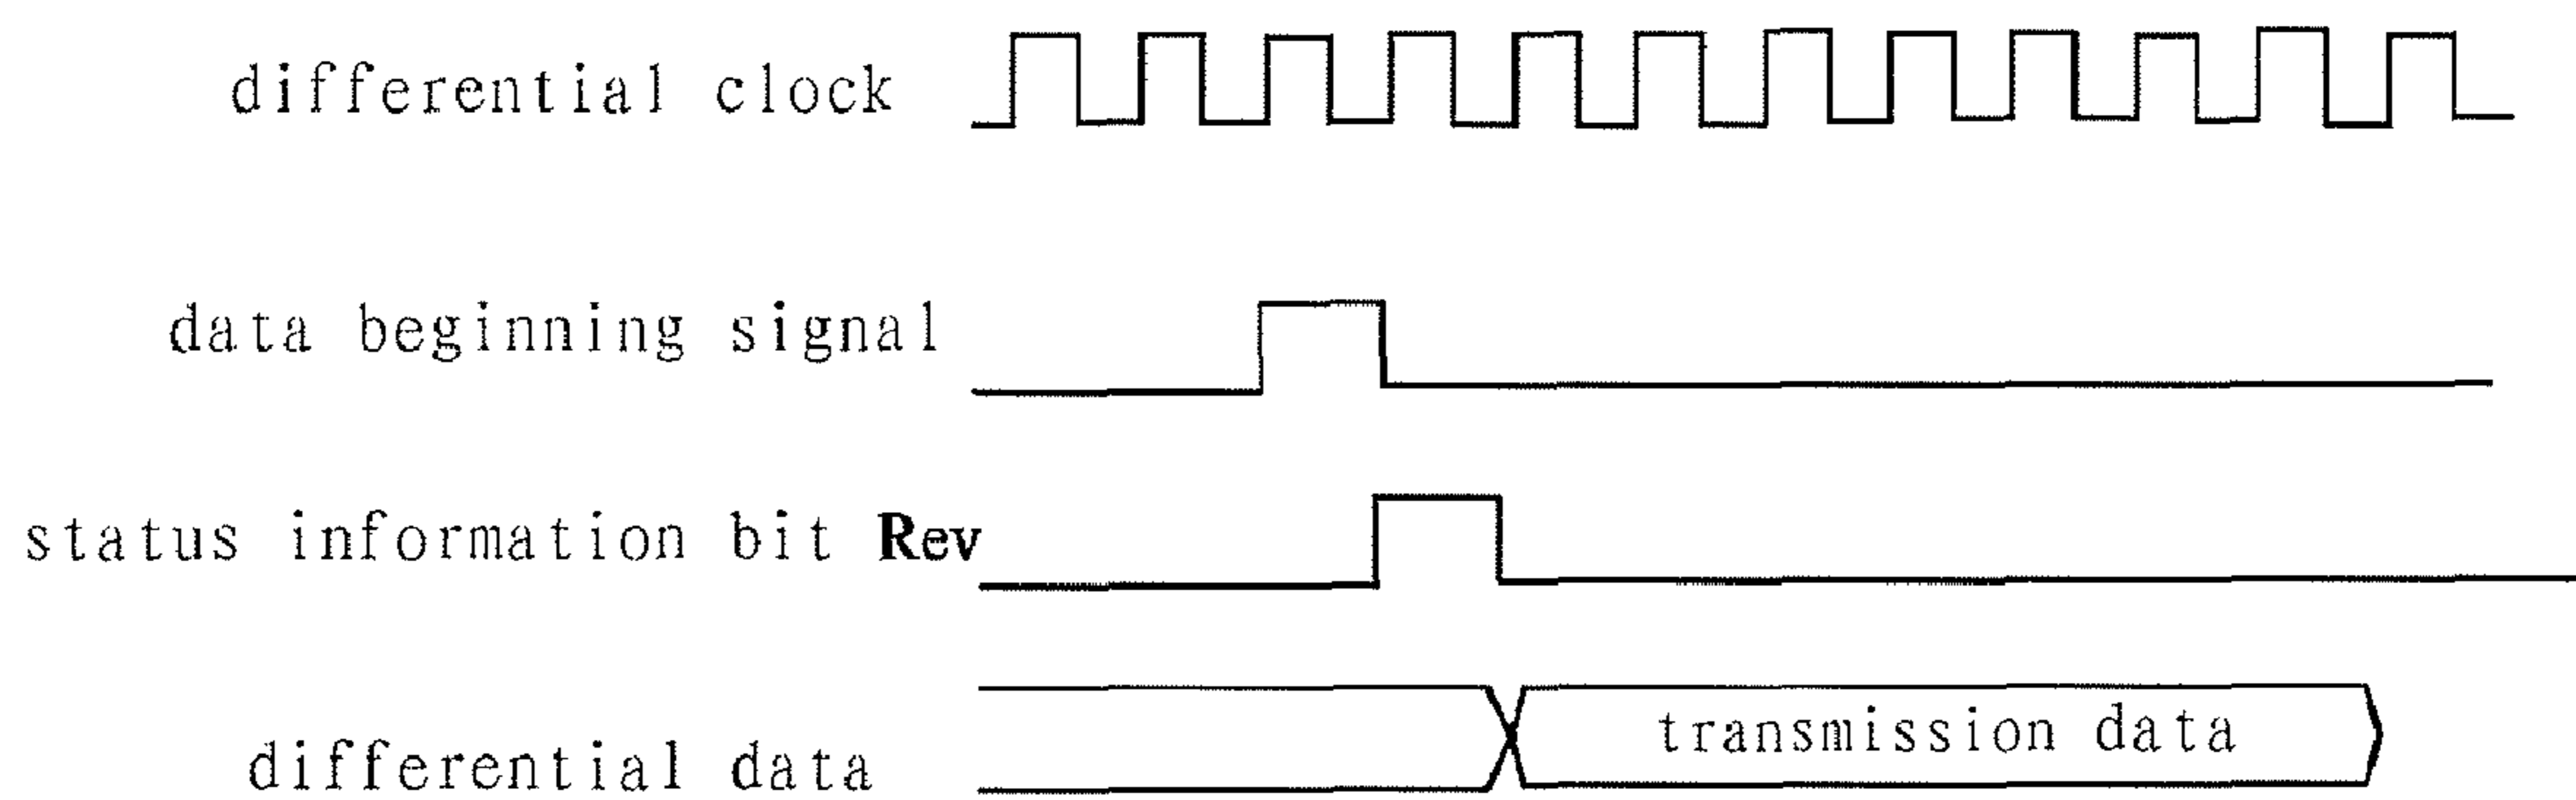 differential clock
data beginning signal
status information bit Rev
transmission data
differential data